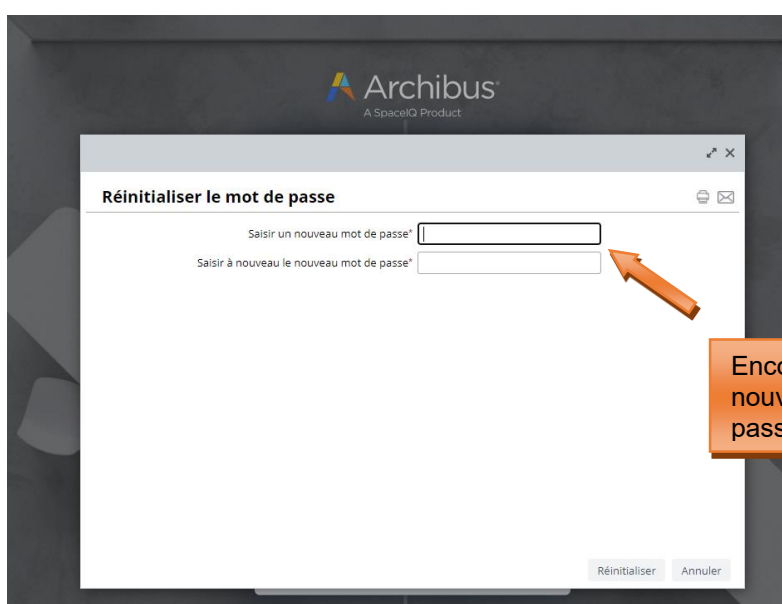 Archibus
A SpaceIQ Product
Réinitialiser le mot de passe
Saisir un nouveau mot de passe*
Saisir à nouveau le nouveau mot de passe*
Réinitialiser Annuler